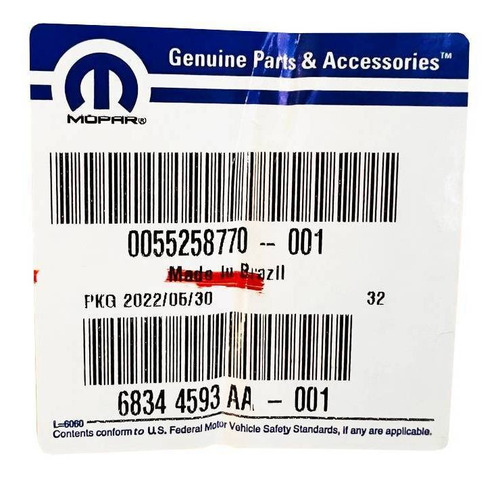 Genuine Parts & Accessories™
MOPAR®
0055258770 -- 001
Made In Brazil
PKG 2022/06/30 32
6834 4593 AA - 001
L=6060
Contents conform to U.S. Federal Motor Vehicle Safety Standards, if any are applicable.